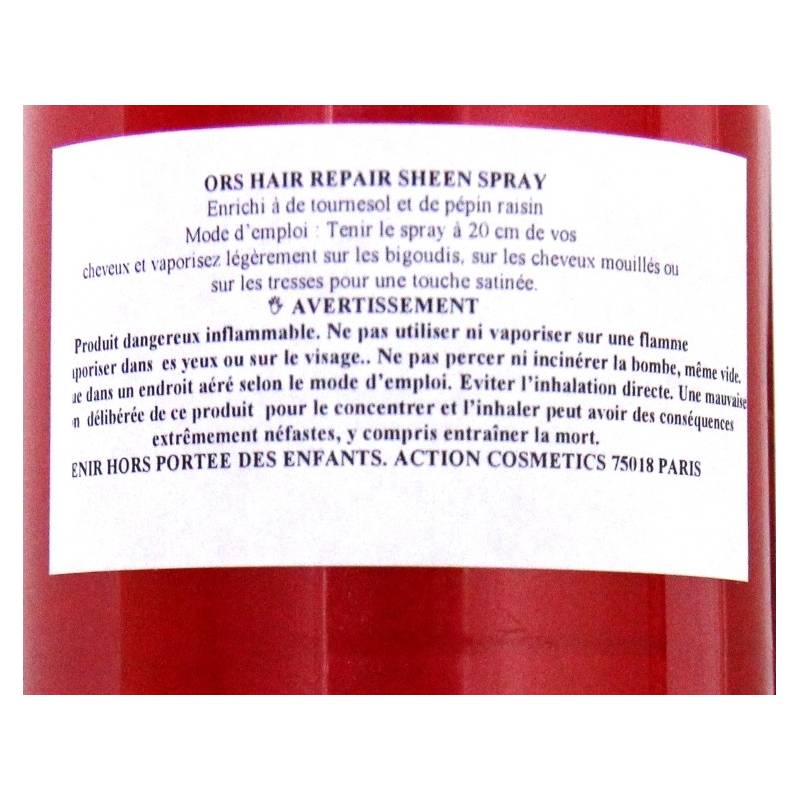 ORS HAIR REPAIR SHEEN SPRAY
Enrichi à de tournesol et de pépin raisin
Mode d’emploi : Tenir le spray à 20 cm de vos
cheveux et vaporisez légèrement sur les bigoudis, sur les cheveux mouillés ou
sur les tresses pour une touche satinée.
AVERTISSEMENT
Produit dangereux inflammable. Ne pas utiliser ni vaporiser sur une flamme
aporiser dans es yeux ou sur le visage.. Ne pas percer ni incinérer la bombe, même vide.
ue dans un endroit aéré selon le mode d’emploi. Eviter l’inhalation directe. Une mauvaise
n délibérée de ce produit pour le concentrer et l’inhaler peut avoir des conséquences
extrêmement néfastes, y compris entraîner la mort.
ENIR HORS PORTEE DES ENFANTS. ACTION COSMETICS 75018 PARIS